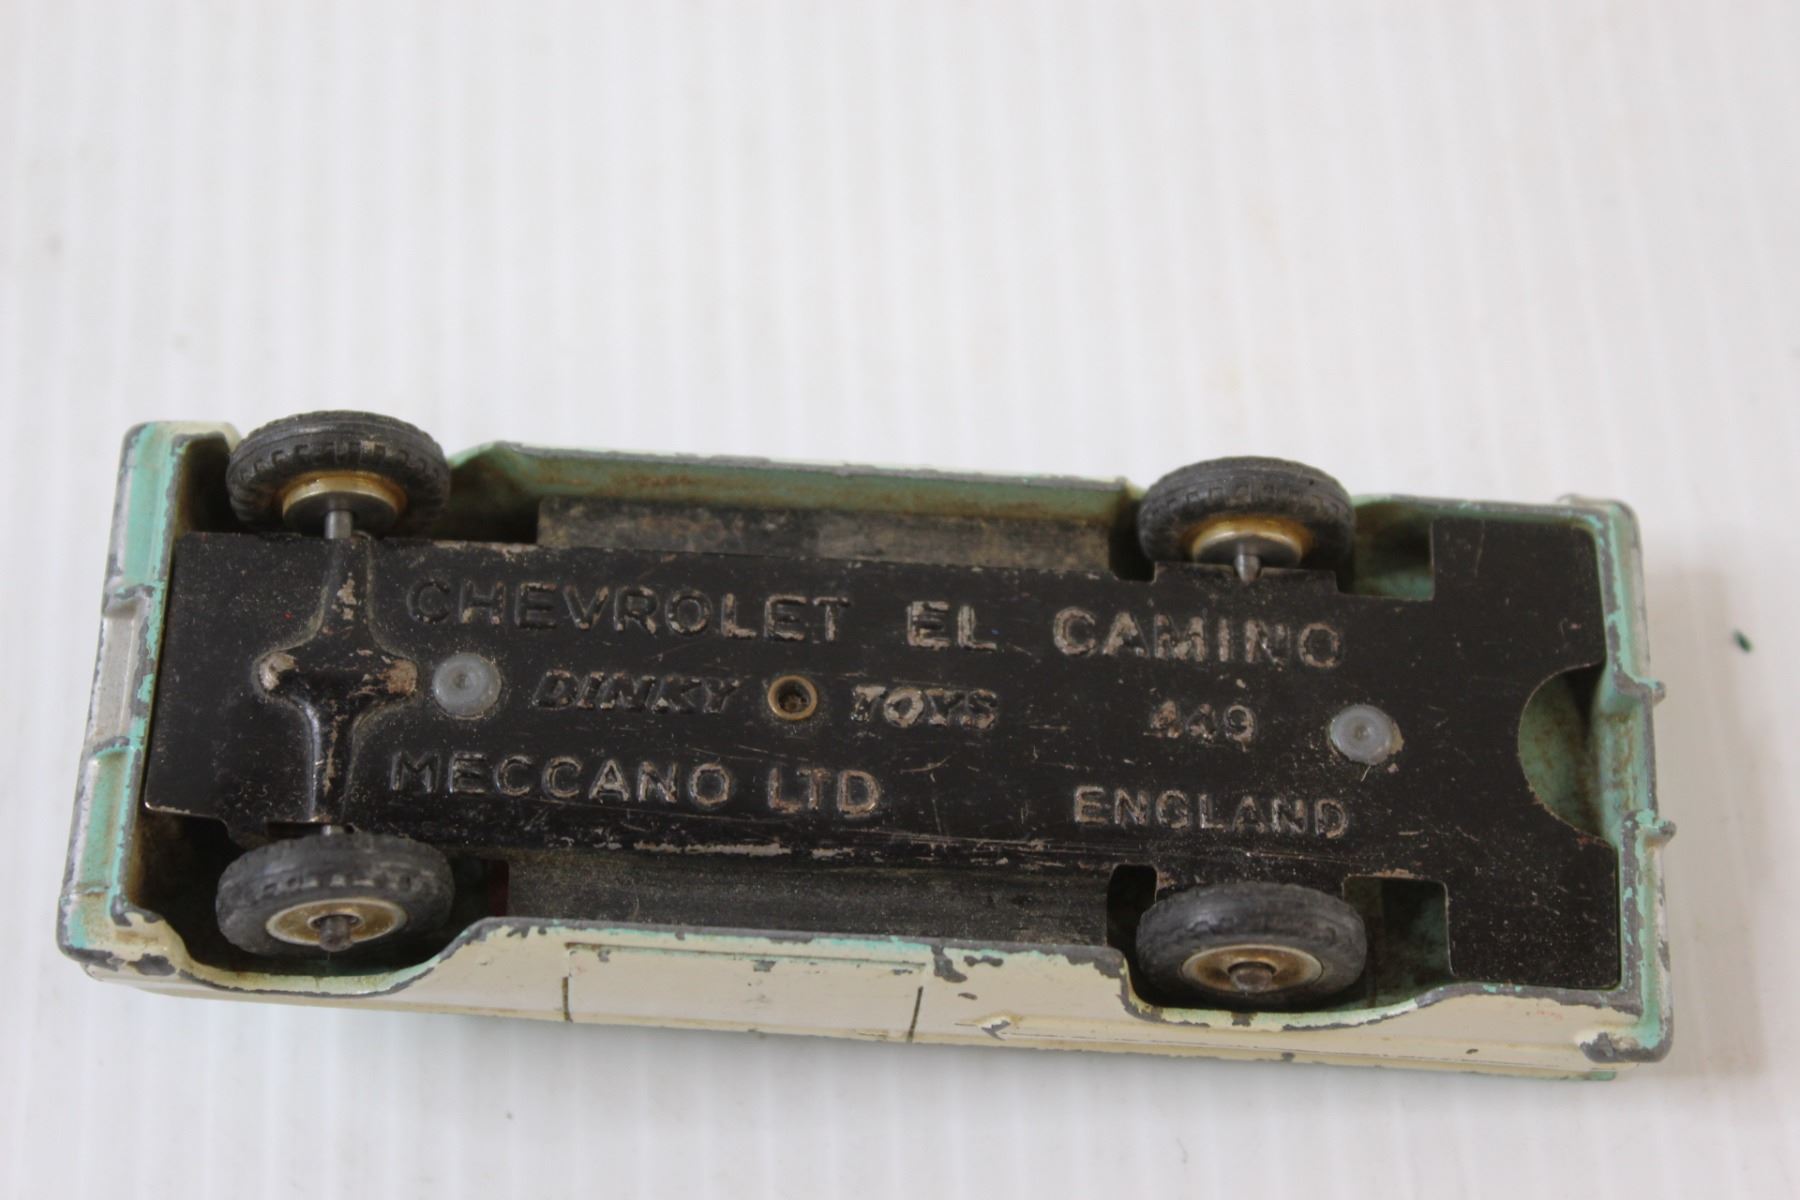 CHEVROLET EL CAMINO
DINKY TOYS 449
MECCANO LTD ENGLAND